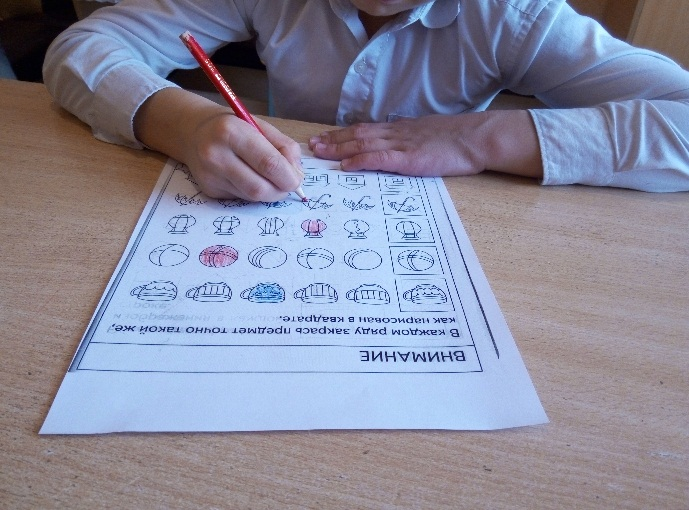 ВНИМАНИЕ
В каждом ряду закрась предмет точно такой же,
как нарисован в квадрате.